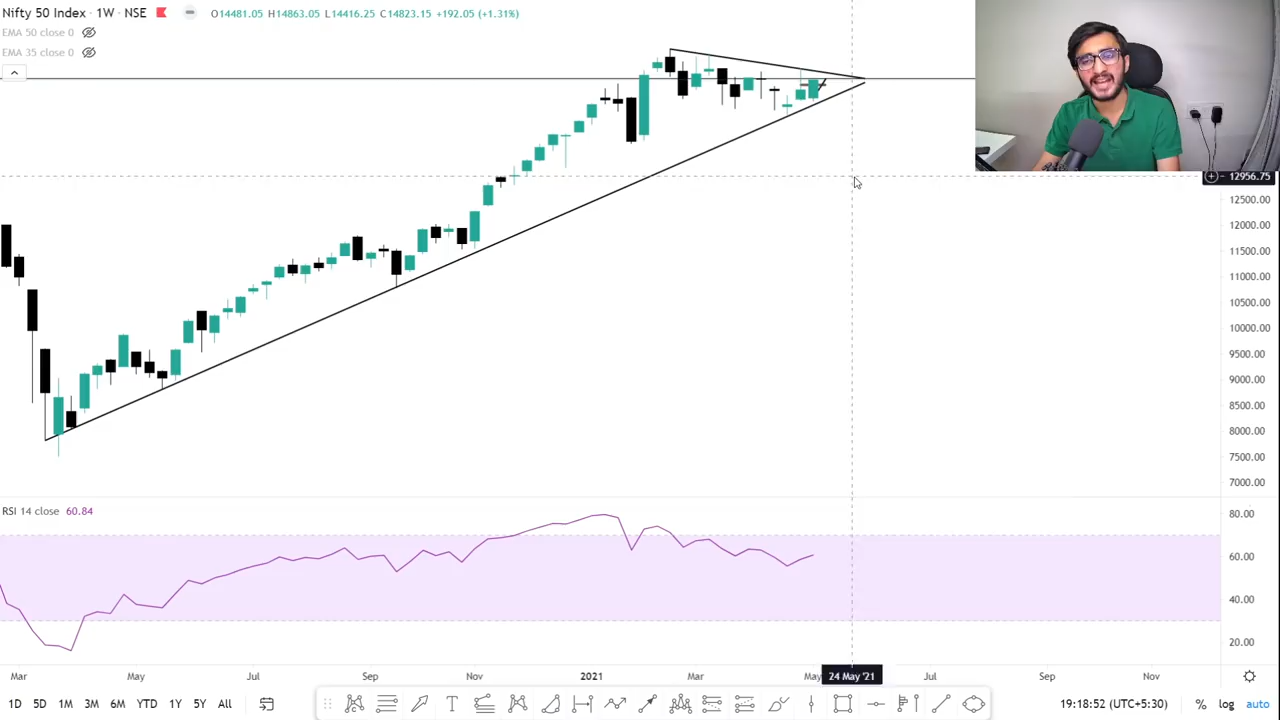 Nifty 50 Index · 1W · NSE O14481.05 H14863.05 L14416.25 C14823.15 +192.05 (+1.31%)
EMA 50 close 0
EMA 35 close 0
12956.75
12500.00
12000.00
11500.00
11000.00
10500.00
10000.00
9500.00
9000.00
8500.00
8000.00
7500.00
7000.00
RSI 14 close 60.84
80.00
60.00
40.00
20.00
Mar May Jul Sep Nov 2021 Mar May 24 May '21 Jul Sep Nov
1D 5D 1M 3M 6M YTD 1Y 5Y All 19:18:52 (UTC+5:30) % log auto